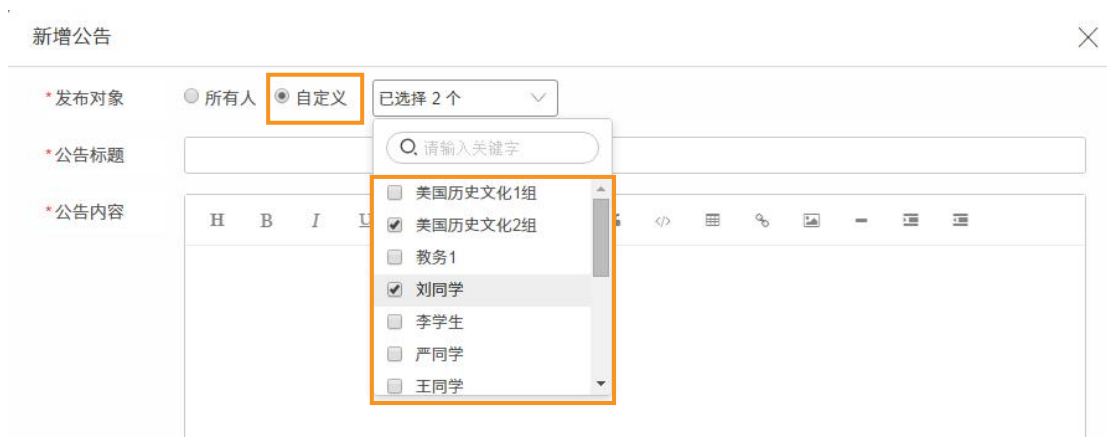 新增公告
*发布对象 所有人 自定义 已选择 2 个
请输入关键字
*公告标题
美国历史文化1组
*公告内容
H B I U </>
美国历史文化2组
教务1
刘同学
李学生
严同学
王同学